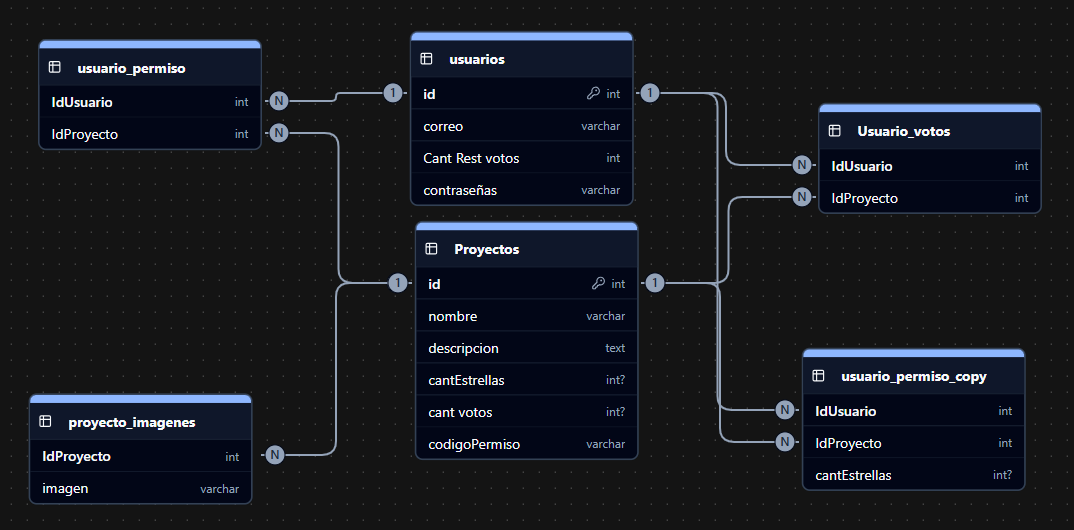 usuario_permiso
IdUsuario int
IdProyecto int
N
N
usuarios
1
1
id int
correo varchar
Cant Rest votos int
contraseñas varchar
Usuario_votos
IdUsuario int
IdProyecto int
N
N
Proyectos
1
1
id int
nombre varchar
descripcion text
cantEstrellas int?
cant votos int?
codigoPermiso varchar
proyecto_imagenes
IdProyecto int
imagen varchar
N
usuario_permiso_copy
IdUsuario int
IdProyecto int
cantEstrellas int?
N
N